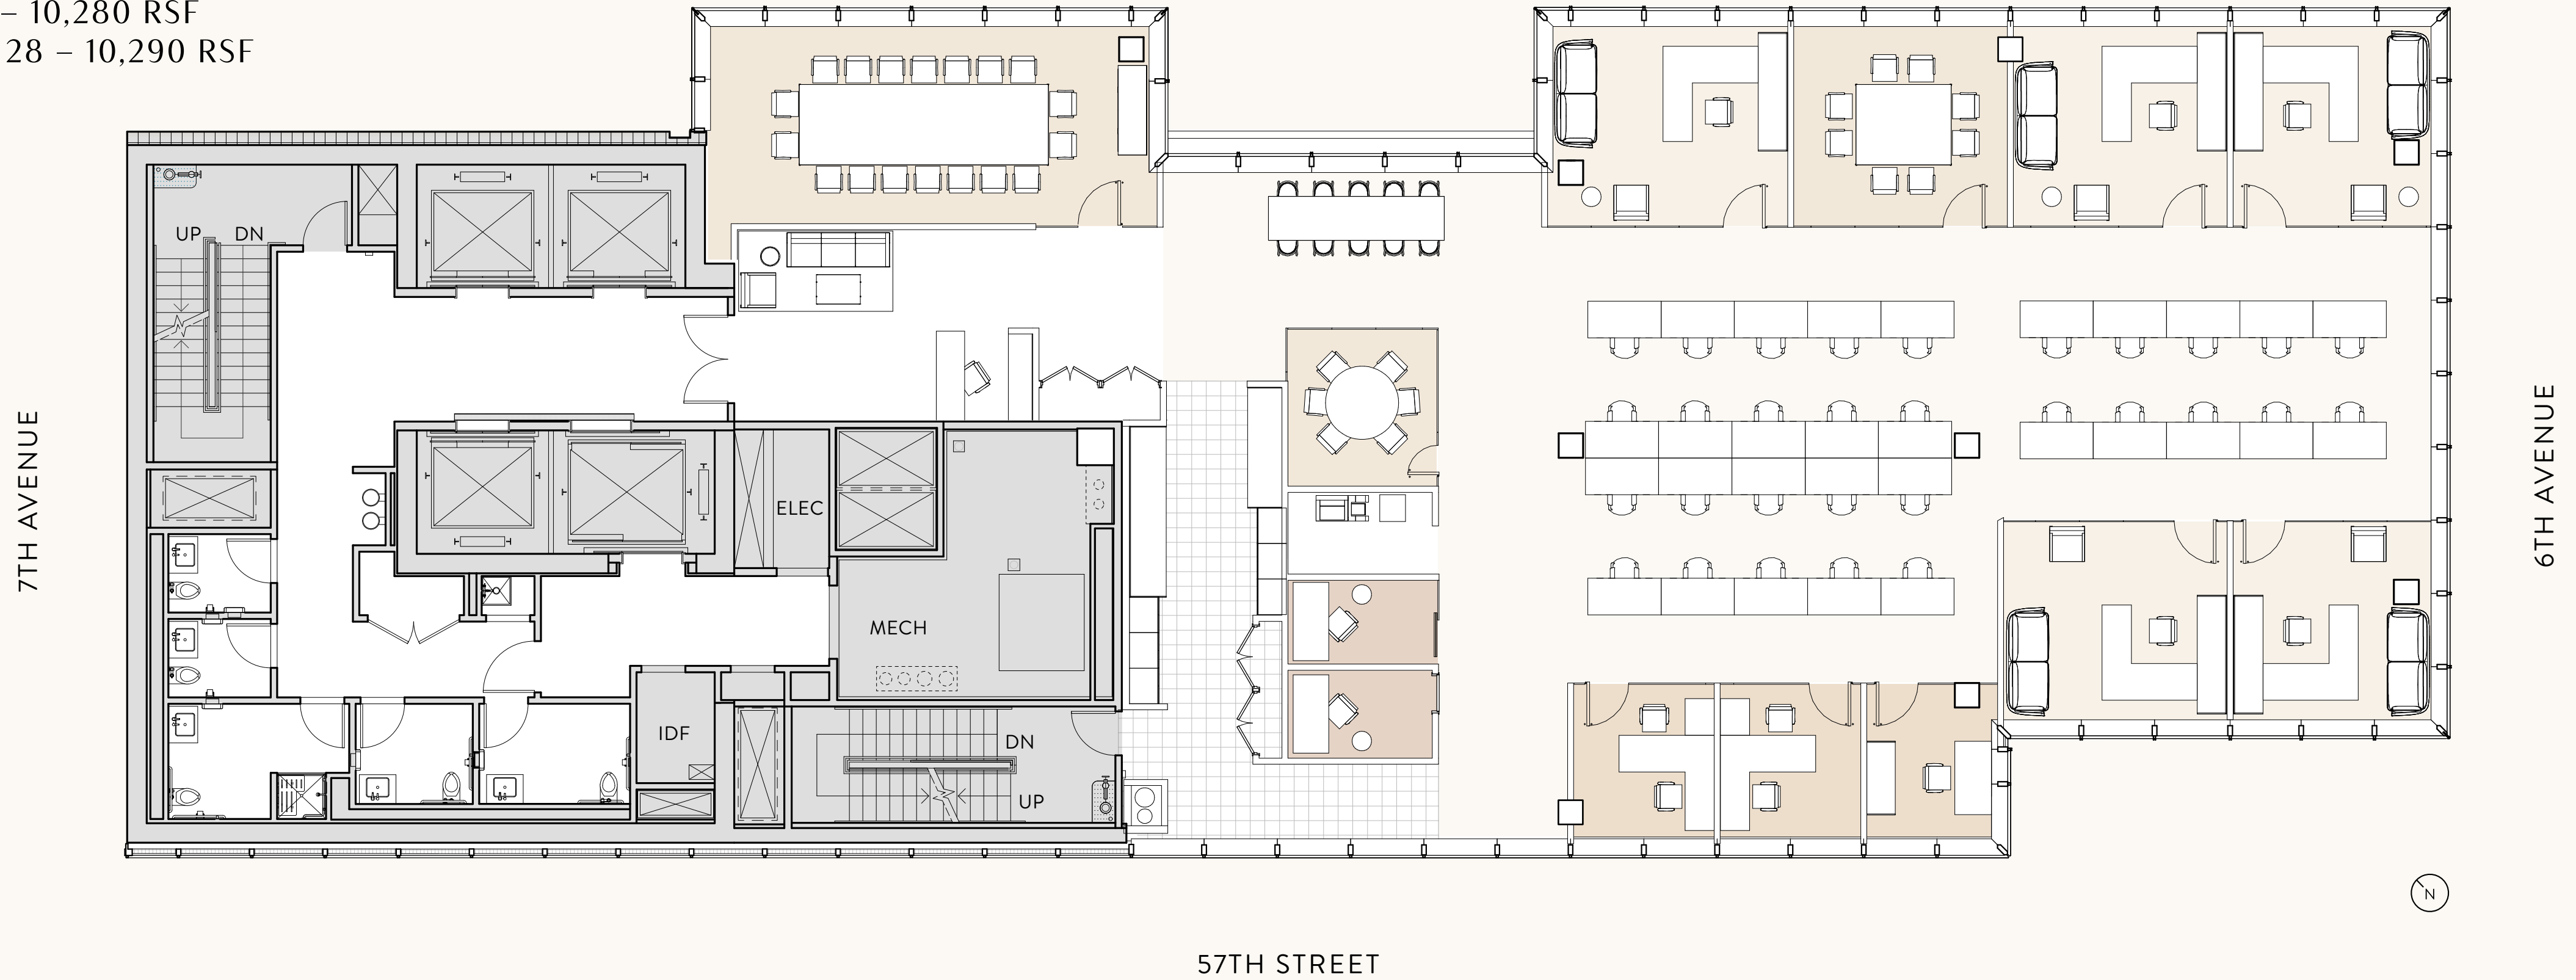 – 10,280 RSF
28 – 10,290 RSF
UP DN
7TH AVENUE
6TH AVENUE
ELEC
MECH
IDF
DN
UP
N
57TH STREET